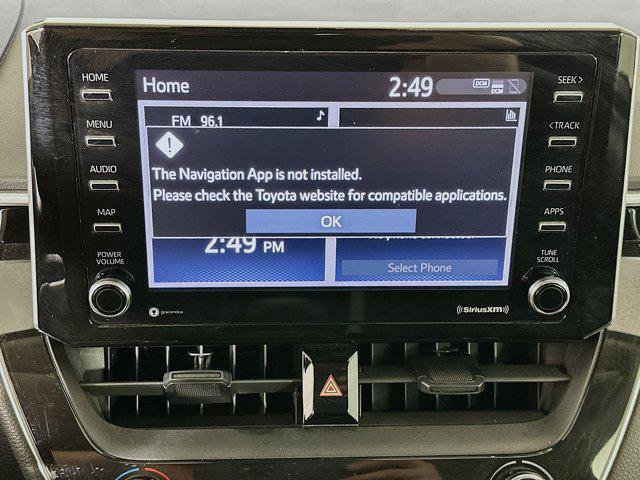 HOME
MENU
AUDIO
MAP
POWER
VOLUME
Home
2:49
DCM
DCM
FM 96.1
The Navigation App is not installed.
Please check the Toyota website for compatible applications.
OK
2:49 PM
Select Phone
gracenote
((SiriusXM))
SEEK >
< TRACK
PHONE
APPS
TUNE
SCROLL